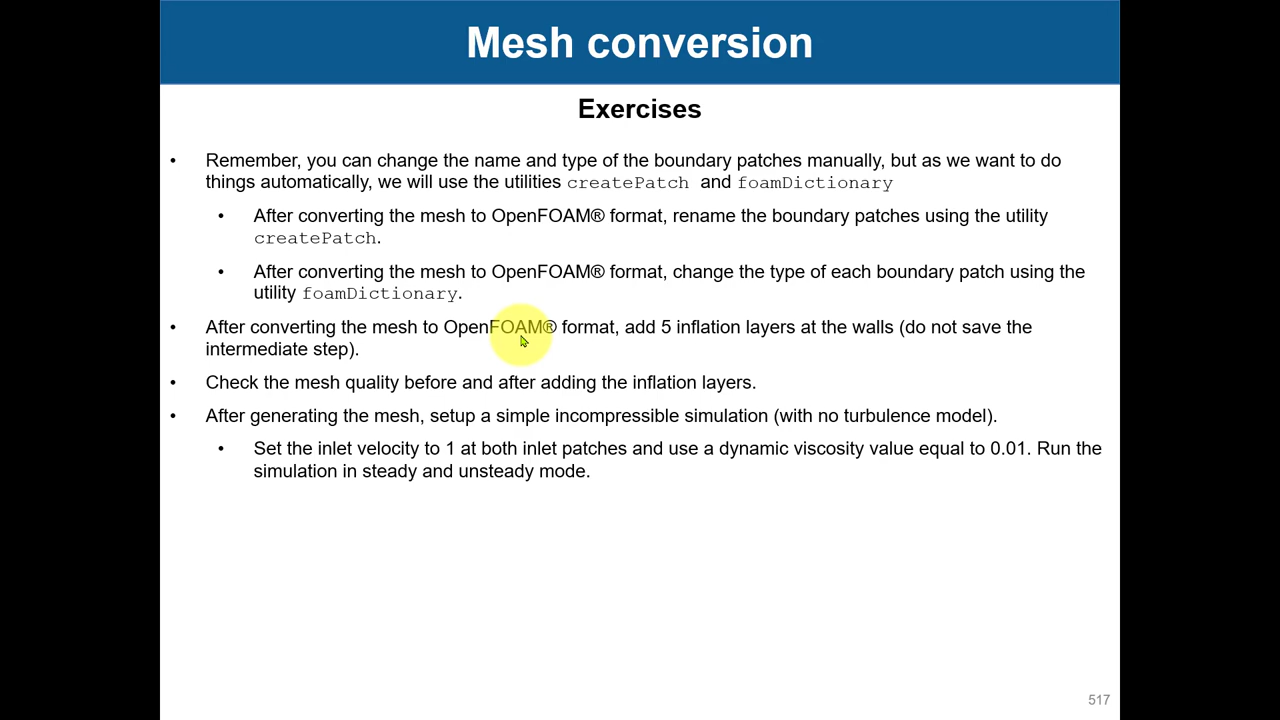 Mesh conversion
Exercises
• Remember, you can change the name and type of the boundary patches manually, but as we want to do
things automatically, we will use the utilities createPatch and foamDictionary
• After converting the mesh to OpenFOAM® format, rename the boundary patches using the utility
createPatch.
• After converting the mesh to OpenFOAM® format, change the type of each boundary patch using the
utility foamDictionary.
• After converting the mesh to OpenFOAM® format, add 5 inflation layers at the walls (do not save the
intermediate step).
• Check the mesh quality before and after adding the inflation layers.
• After generating the mesh, setup a simple incompressible simulation (with no turbulence model).
• Set the inlet velocity to 1 at both inlet patches and use a dynamic viscosity value equal to 0.01. Run the
simulation in steady and unsteady mode.
517